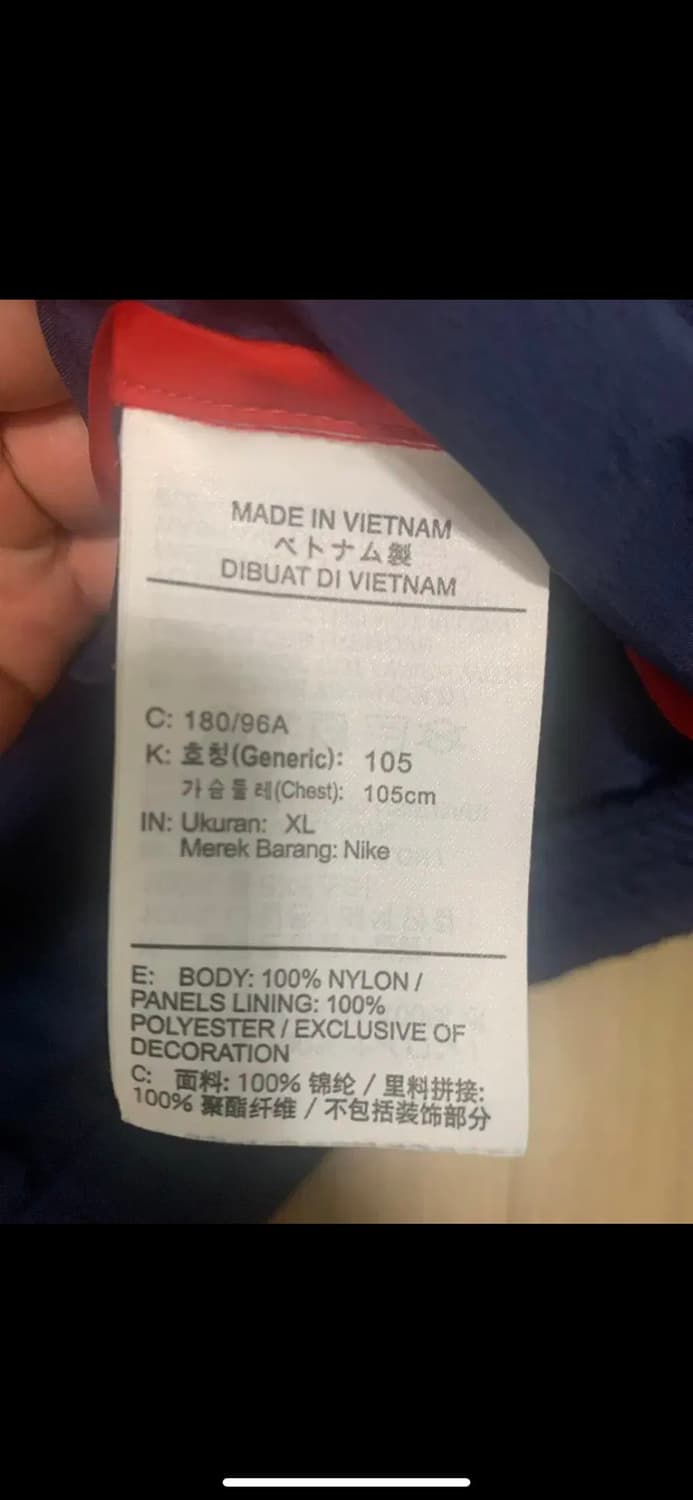 MADE IN VIETNAM
ベトナム製
DIBUAT DI VIETNAM
C: 180/96A
K: 호칭(Generic): 105
가슴둘레(Chest): 105cm
IN: Ukuran: XL
Merek Barang: Nike
E: BODY: 100% NYLON /
PANELS LINING: 100%
POLYESTER / EXCLUSIVE OF
DECORATION
C: 面料: 100% 锦纶 / 里料拼接:
100% 聚酯纤维 / 不包括装饰部分